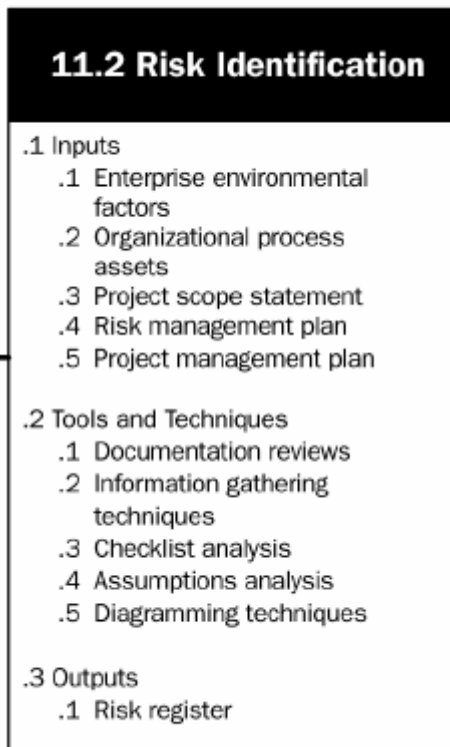 11.2 Risk Identification
.1 Inputs
.1 Enterprise environmental
factors
.2 Organizational process
assets
.3 Project scope statement
.4 Risk management plan
.5 Project management plan
.2 Tools and Techniques
.1 Documentation reviews
.2 Information gathering
techniques
.3 Checklist analysis
.4 Assumptions analysis
.5 Diagramming techniques
.3 Outputs
.1 Risk register